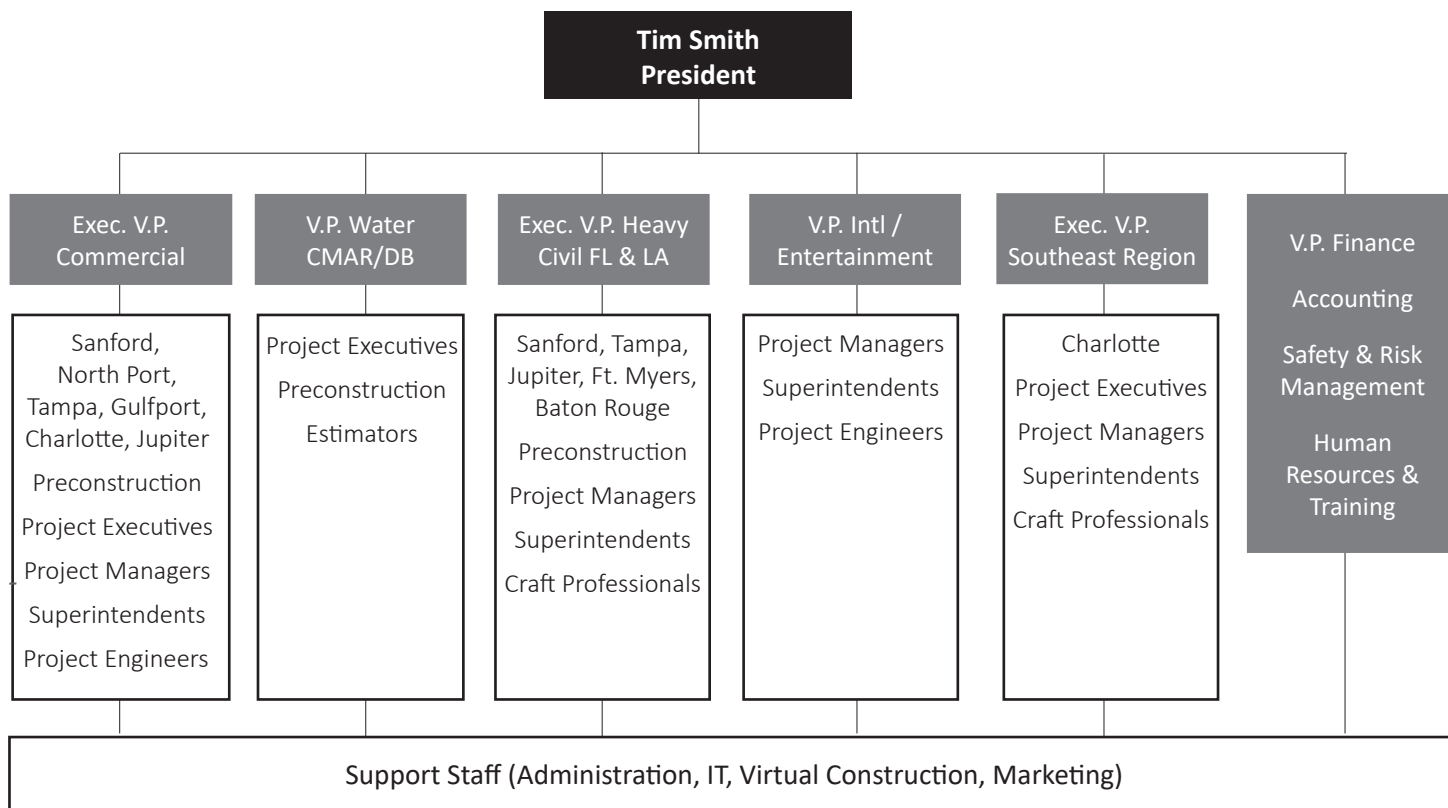 Tim Smith
President
Exec. V.P.
Commercial
V.P. Water
CMAR/DB
Exec. V.P. Heavy
Civil FL & LA
V.P. Intl /
Entertainment
Exec. V.P.
Southeast Region
V.P. Finance
Accounting
Safety & Risk
Management
Human
Resources &
Training
Sanford,
North Port,
Tampa, Gulfport,
Charlotte, Jupiter
Preconstruction
Project Executives
Project Managers
Superintendents
Project Engineers
Project Executives
Preconstruction
Estimators
Sanford, Tampa,
Jupiter, Ft. Myers,
Baton Rouge
Preconstruction
Project Managers
Superintendents
Craft Professionals
Project Managers
Superintendents
Project Engineers
Charlotte
Project Executives
Project Managers
Superintendents
Craft Professionals
Support Staff (Administration, IT, Virtual Construction, Marketing)